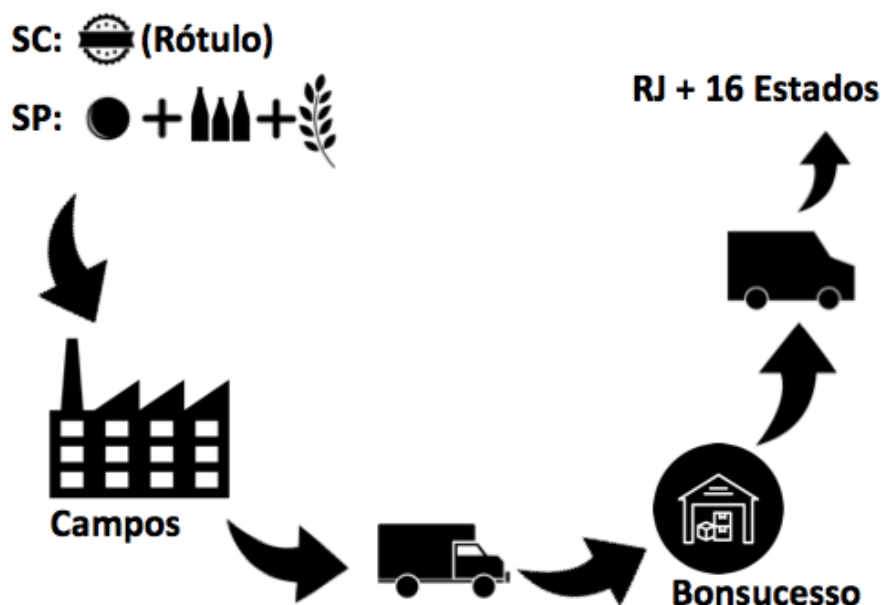 SC: (Rótulo)
SP: + +
RJ + 16 Estados
Campos
Bonsucesso